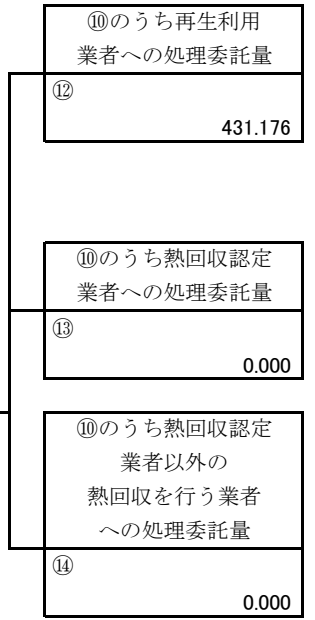 ⑩のうち再生利用
業者への処理委託量
⑫
431.176
⑩のうち熱回収認定
業者への処理委託量
⑬
0.000
⑩のうち熱回収認定
業者以外の
熱回収を行う業者
への処理委託量
⑭
0.000